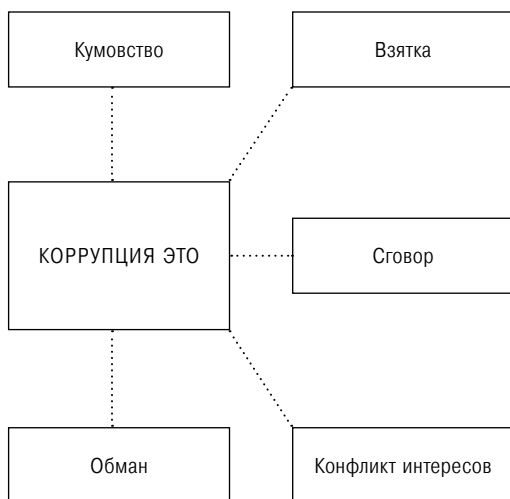 Кумовство
Взятка
КОРРУПЦИЯ ЭТО
Сговор
Обман
Конфликт интересов